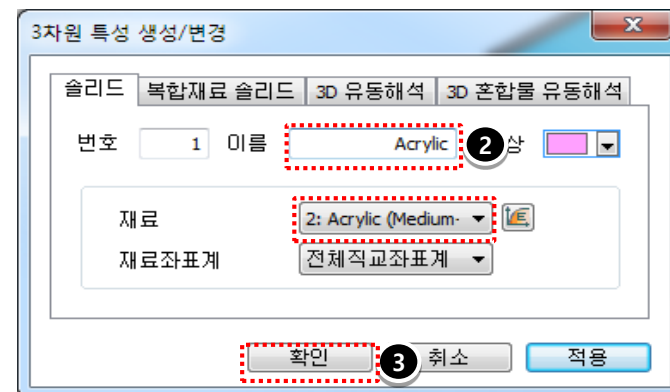 3차원 특성 생성/변경
솔리드 복합재료 솔리드 3D 유동해석 3D 혼합물 유동해석
번호 1 이름 Acrylic 2 상
재료 2: Acrylic (Medium-
재료좌표계 전체직교좌표계
확인 3 취소 적용